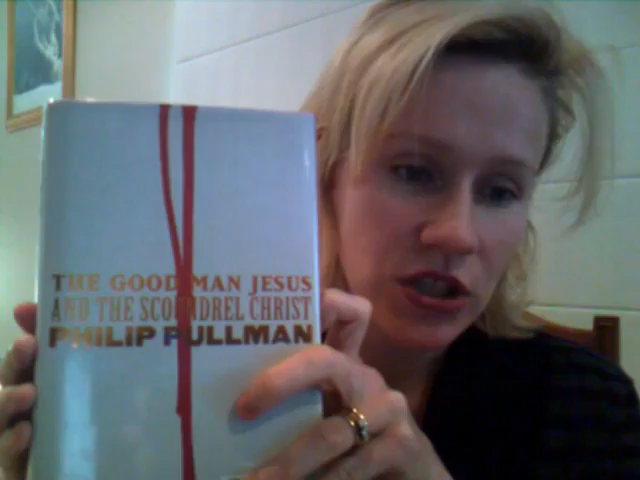 THE GOOD MAN JESUS
AND THE SCOUNDREL CHRIST
PHILIP PULLMAN